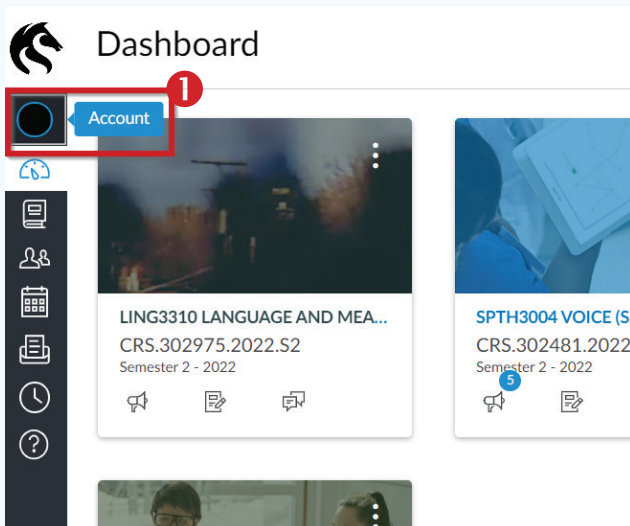 Dashboard
1
Account
LING3310 LANGUAGE AND MEA...
CRS.302975.2022.S2
Semester 2 - 2022
SPTH3004 VOICE (S
CRS.302481.2022
Semester 2 - 2022
5